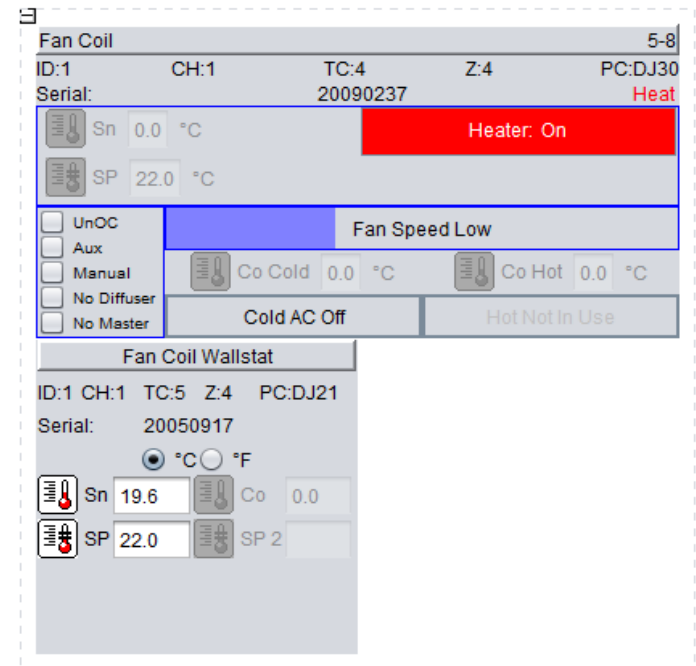 Fan Coil 5-8
ID:1 CH:1 TC:4 Z:4 PC:DJ30
Serial: 20090237 Heat
Sn 0.0 °C Heater: On
SP 22.0 °C
UnOC
Aux
Manual
No Diffuser
No Master
Fan Speed Low
Co Cold 0.0 °C Co Hot 0.0 °C
Cold AC Off Hot Not In Use
Fan Coil Wallstat
ID:1 CH:1 TC:5 Z:4 PC:DJ21
Serial: 20050917
°C °F
Sn 19.6 Co 0.0
SP 22.0 SP 2